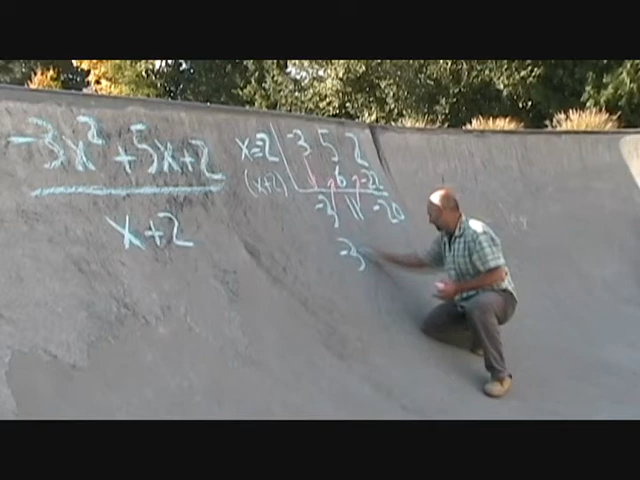 -3x² + 5x + 2
x + 2
x = -2 | -3 5 2
(x+2) 6 -22
-3 11 -20
-3